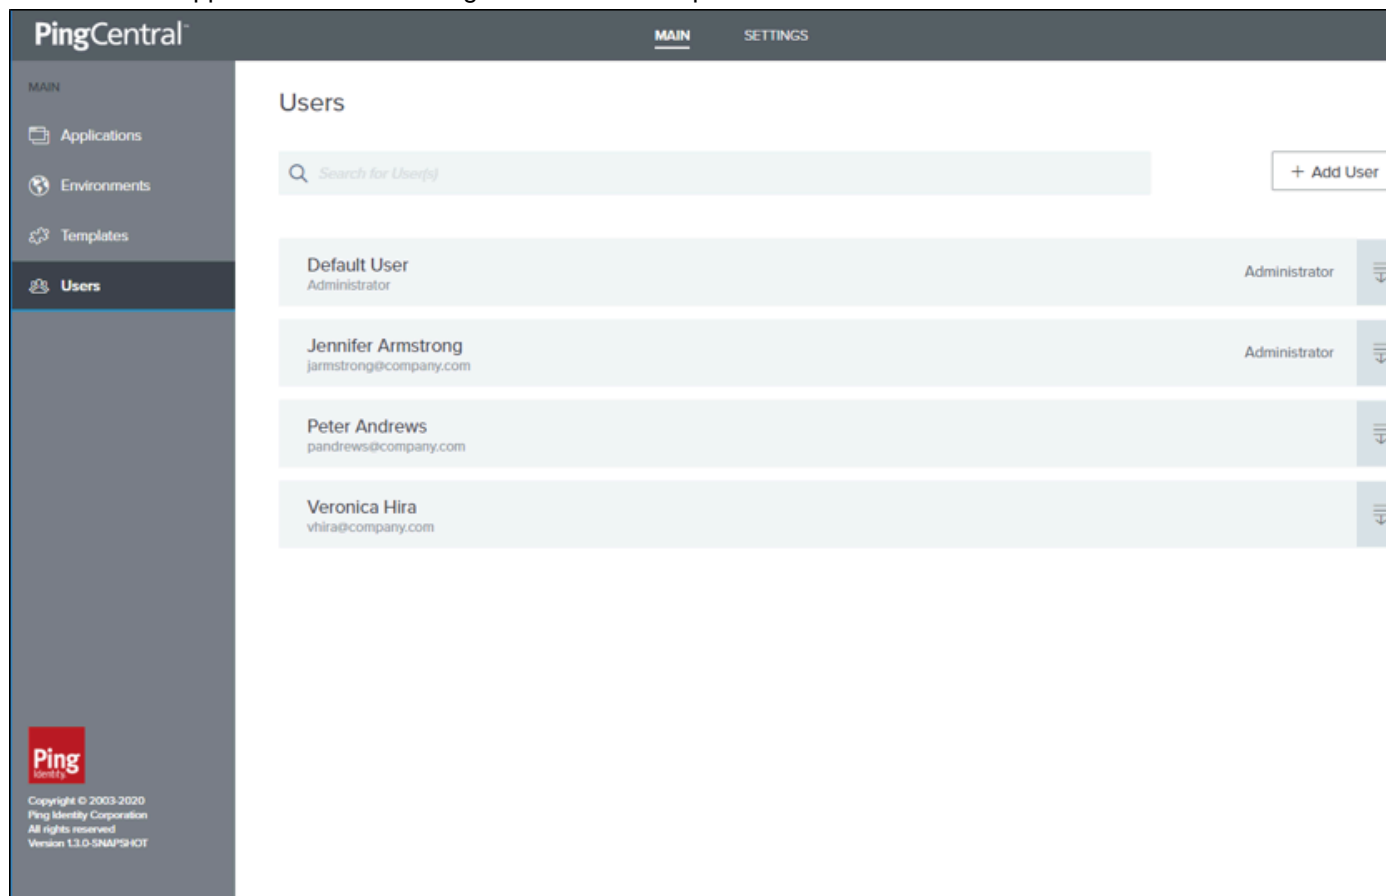 PingCentral™
MAIN SETTINGS
MAIN
Applications
Environments
Templates
Users
Users
Search for User(s)
+ Add User
Default User
Administrator
Administrator
Jennifer Armstrong
jarmstrong@company.com
Administrator
Peter Andrews
pandrews@company.com
Veronica Hira
vhira@company.com
Ping
Identity
Copyright © 2003-2020
Ping Identity Corporation
All rights reserved
Version 1.3.0-SNAPSHOT